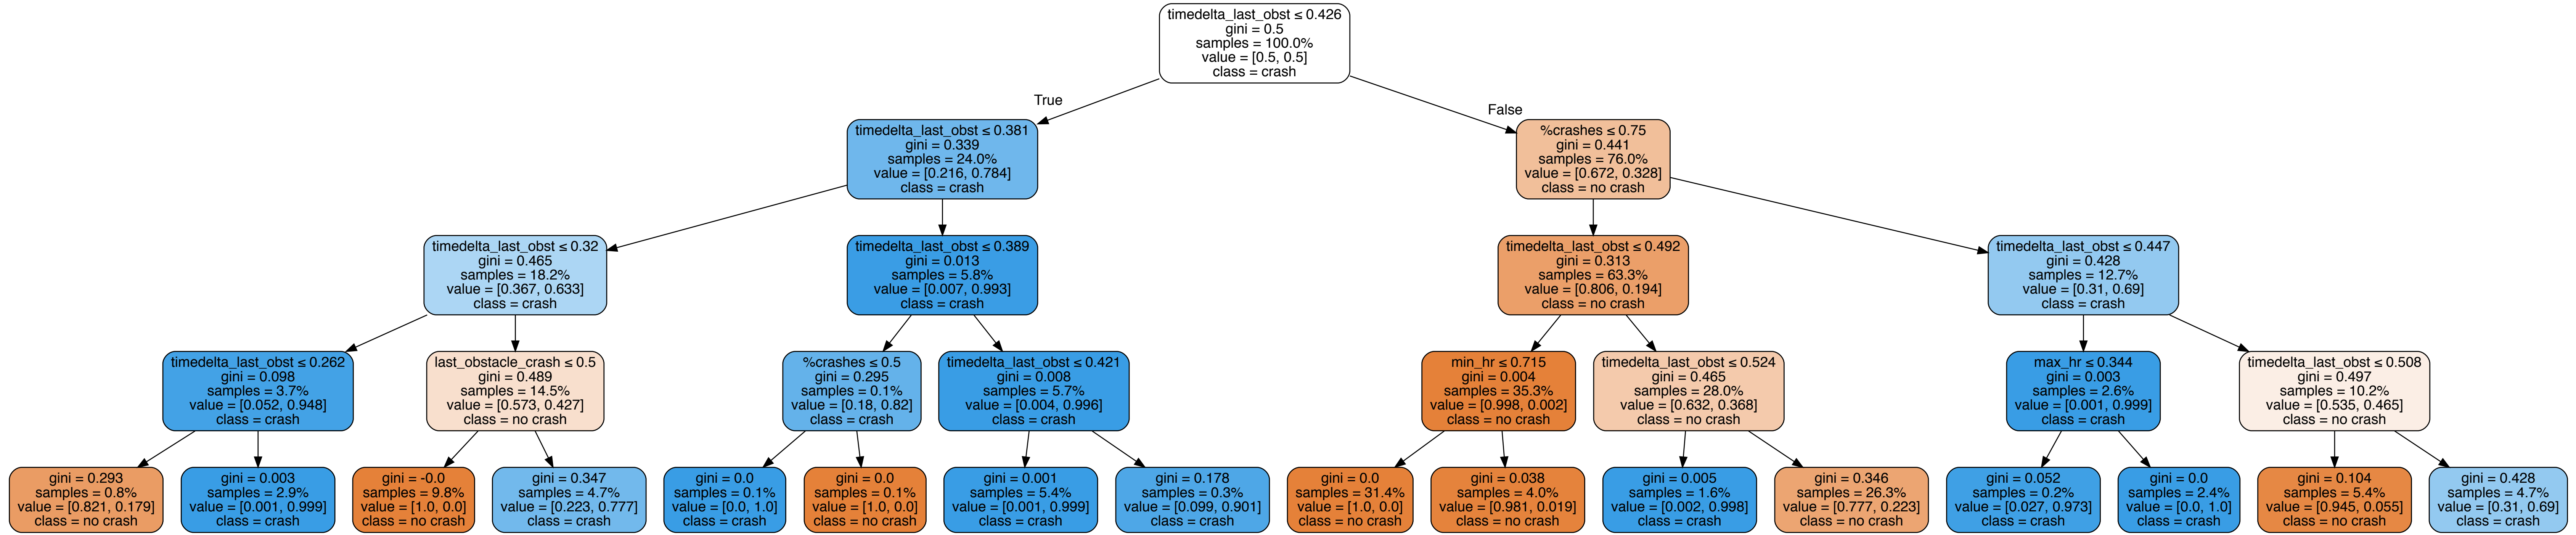 timedelta_last_obst ≤ 0.426
gini = 0.5
samples = 100.0%
value = [0.5, 0.5]
class = crash
True
False
timedelta_last_obst ≤ 0.381
gini = 0.339
samples = 24.0%
value = [0.216, 0.784]
class = crash
%crashes ≤ 0.75
gini = 0.441
samples = 76.0%
value = [0.672, 0.328]
class = no crash
timedelta_last_obst ≤ 0.32
gini = 0.465
samples = 18.2%
value = [0.367, 0.633]
class = crash
timedelta_last_obst ≤ 0.389
gini = 0.013
samples = 5.8%
value = [0.007, 0.993]
class = crash
timedelta_last_obst ≤ 0.492
gini = 0.313
samples = 63.3%
value = [0.806, 0.194]
class = no crash
timedelta_last_obst ≤ 0.447
gini = 0.428
samples = 12.7%
value = [0.31, 0.69]
class = crash
timedelta_last_obst ≤ 0.262
gini = 0.098
samples = 3.7%
value = [0.052, 0.948]
class = crash
last_obstacle_crash ≤ 0.5
gini = 0.489
samples = 14.5%
value = [0.573, 0.427]
class = no crash
%crashes ≤ 0.5
gini = 0.295
samples = 0.1%
value = [0.18, 0.82]
class = crash
timedelta_last_obst ≤ 0.421
gini = 0.008
samples = 5.7%
value = [0.004, 0.996]
class = crash
min_hr ≤ 0.715
gini = 0.004
samples = 35.3%
value = [0.998, 0.002]
class = no crash
timedelta_last_obst ≤ 0.524
gini = 0.465
samples = 28.0%
value = [0.632, 0.368]
class = no crash
max_hr ≤ 0.344
gini = 0.003
samples = 2.6%
value = [0.001, 0.999]
class = crash
timedelta_last_obst ≤ 0.508
gini = 0.497
samples = 10.2%
value = [0.535, 0.465]
class = no crash
gini = 0.293
samples = 0.8%
value = [0.821, 0.179]
class = no crash
gini = 0.003
samples = 2.9%
value = [0.001, 0.999]
class = crash
gini = -0.0
samples = 9.8%
value = [1.0, 0.0]
class = no crash
gini = 0.347
samples = 4.7%
value = [0.223, 0.777]
class = crash
gini = 0.0
samples = 0.1%
value = [0.0, 1.0]
class = crash
gini = 0.0
samples = 0.1%
value = [1.0, 0.0]
class = no crash
gini = 0.001
samples = 5.4%
value = [0.001, 0.999]
class = crash
gini = 0.178
samples = 0.3%
value = [0.099, 0.901]
class = crash
gini = 0.0
samples = 31.4%
value = [1.0, 0.0]
class = no crash
gini = 0.038
samples = 4.0%
value = [0.981, 0.019]
class = no crash
gini = 0.005
samples = 1.6%
value = [0.002, 0.998]
class = crash
gini = 0.346
samples = 26.3%
value = [0.777, 0.223]
class = no crash
gini = 0.052
samples = 0.2%
value = [0.027, 0.973]
class = crash
gini = 0.0
samples = 2.4%
value = [0.0, 1.0]
class = crash
gini = 0.104
samples = 5.4%
value = [0.945, 0.055]
class = no crash
gini = 0.428
samples = 4.7%
value = [0.31, 0.69]
class = crash